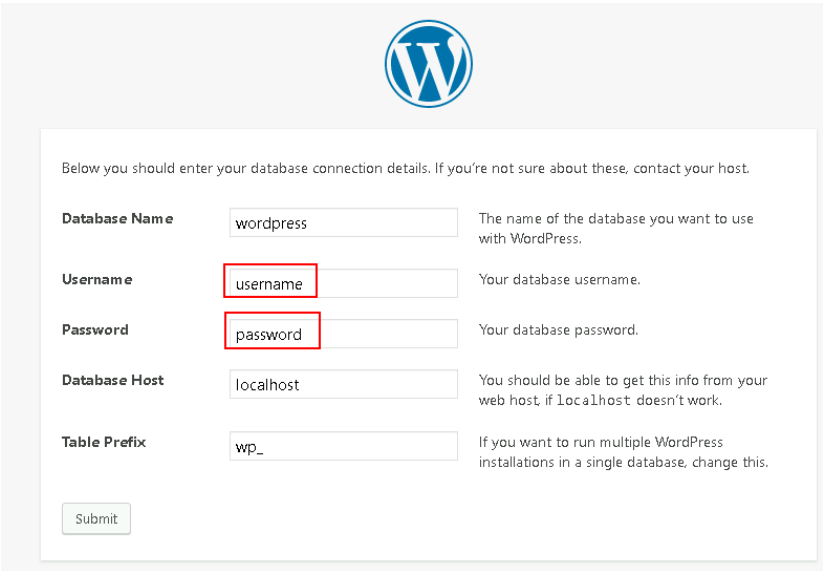 Below you should enter your database connection details. If you're not sure about these, contact your host.
Database Name
wordpress
The name of the database you want to use
with WordPress.
Username
username
Your database username.
Password
password
Your database password.
Database Host
localhost
You should be able to get this info from your
web host, if localhost doesn't work.
Table Prefix
wp_
If you want to run multiple WordPress
installations in a single database, change this.
Submit